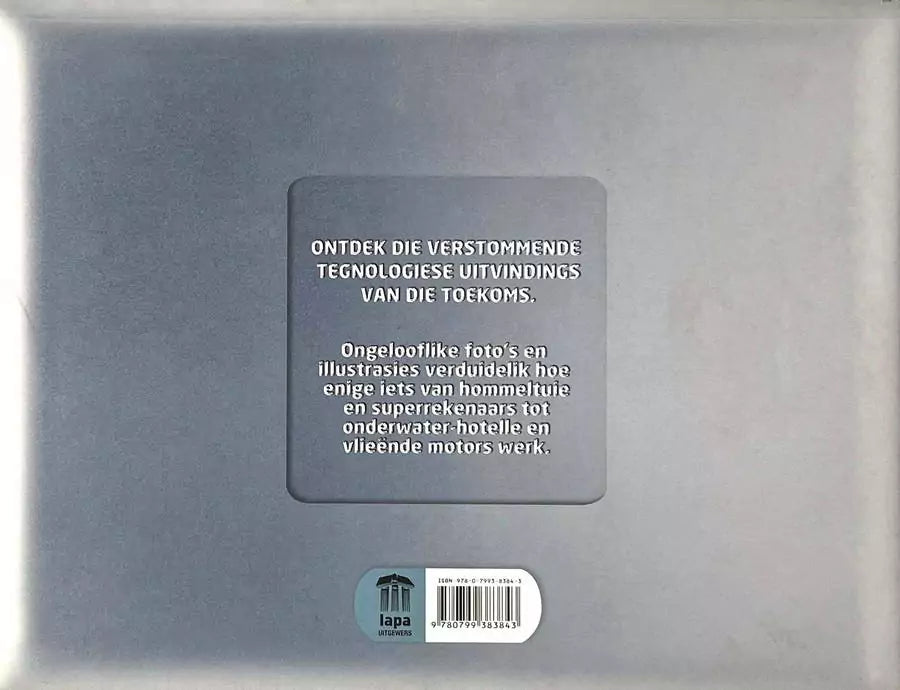 ONTDEK DIE VERSTOMMENDE
TEGNOLOGIESE UITVINDINGS
VAN DIE TOEKOMS.
Ongelooflike foto's en
illustrasies verduidelik hoe
enige iets van hommeltuie
en superrekenaars tot
onderwater-hotelle en
vlieënde motors werk.
ISBN 978-0-7993-8384-3
lapa
UITGEWERS
9 780799 383843